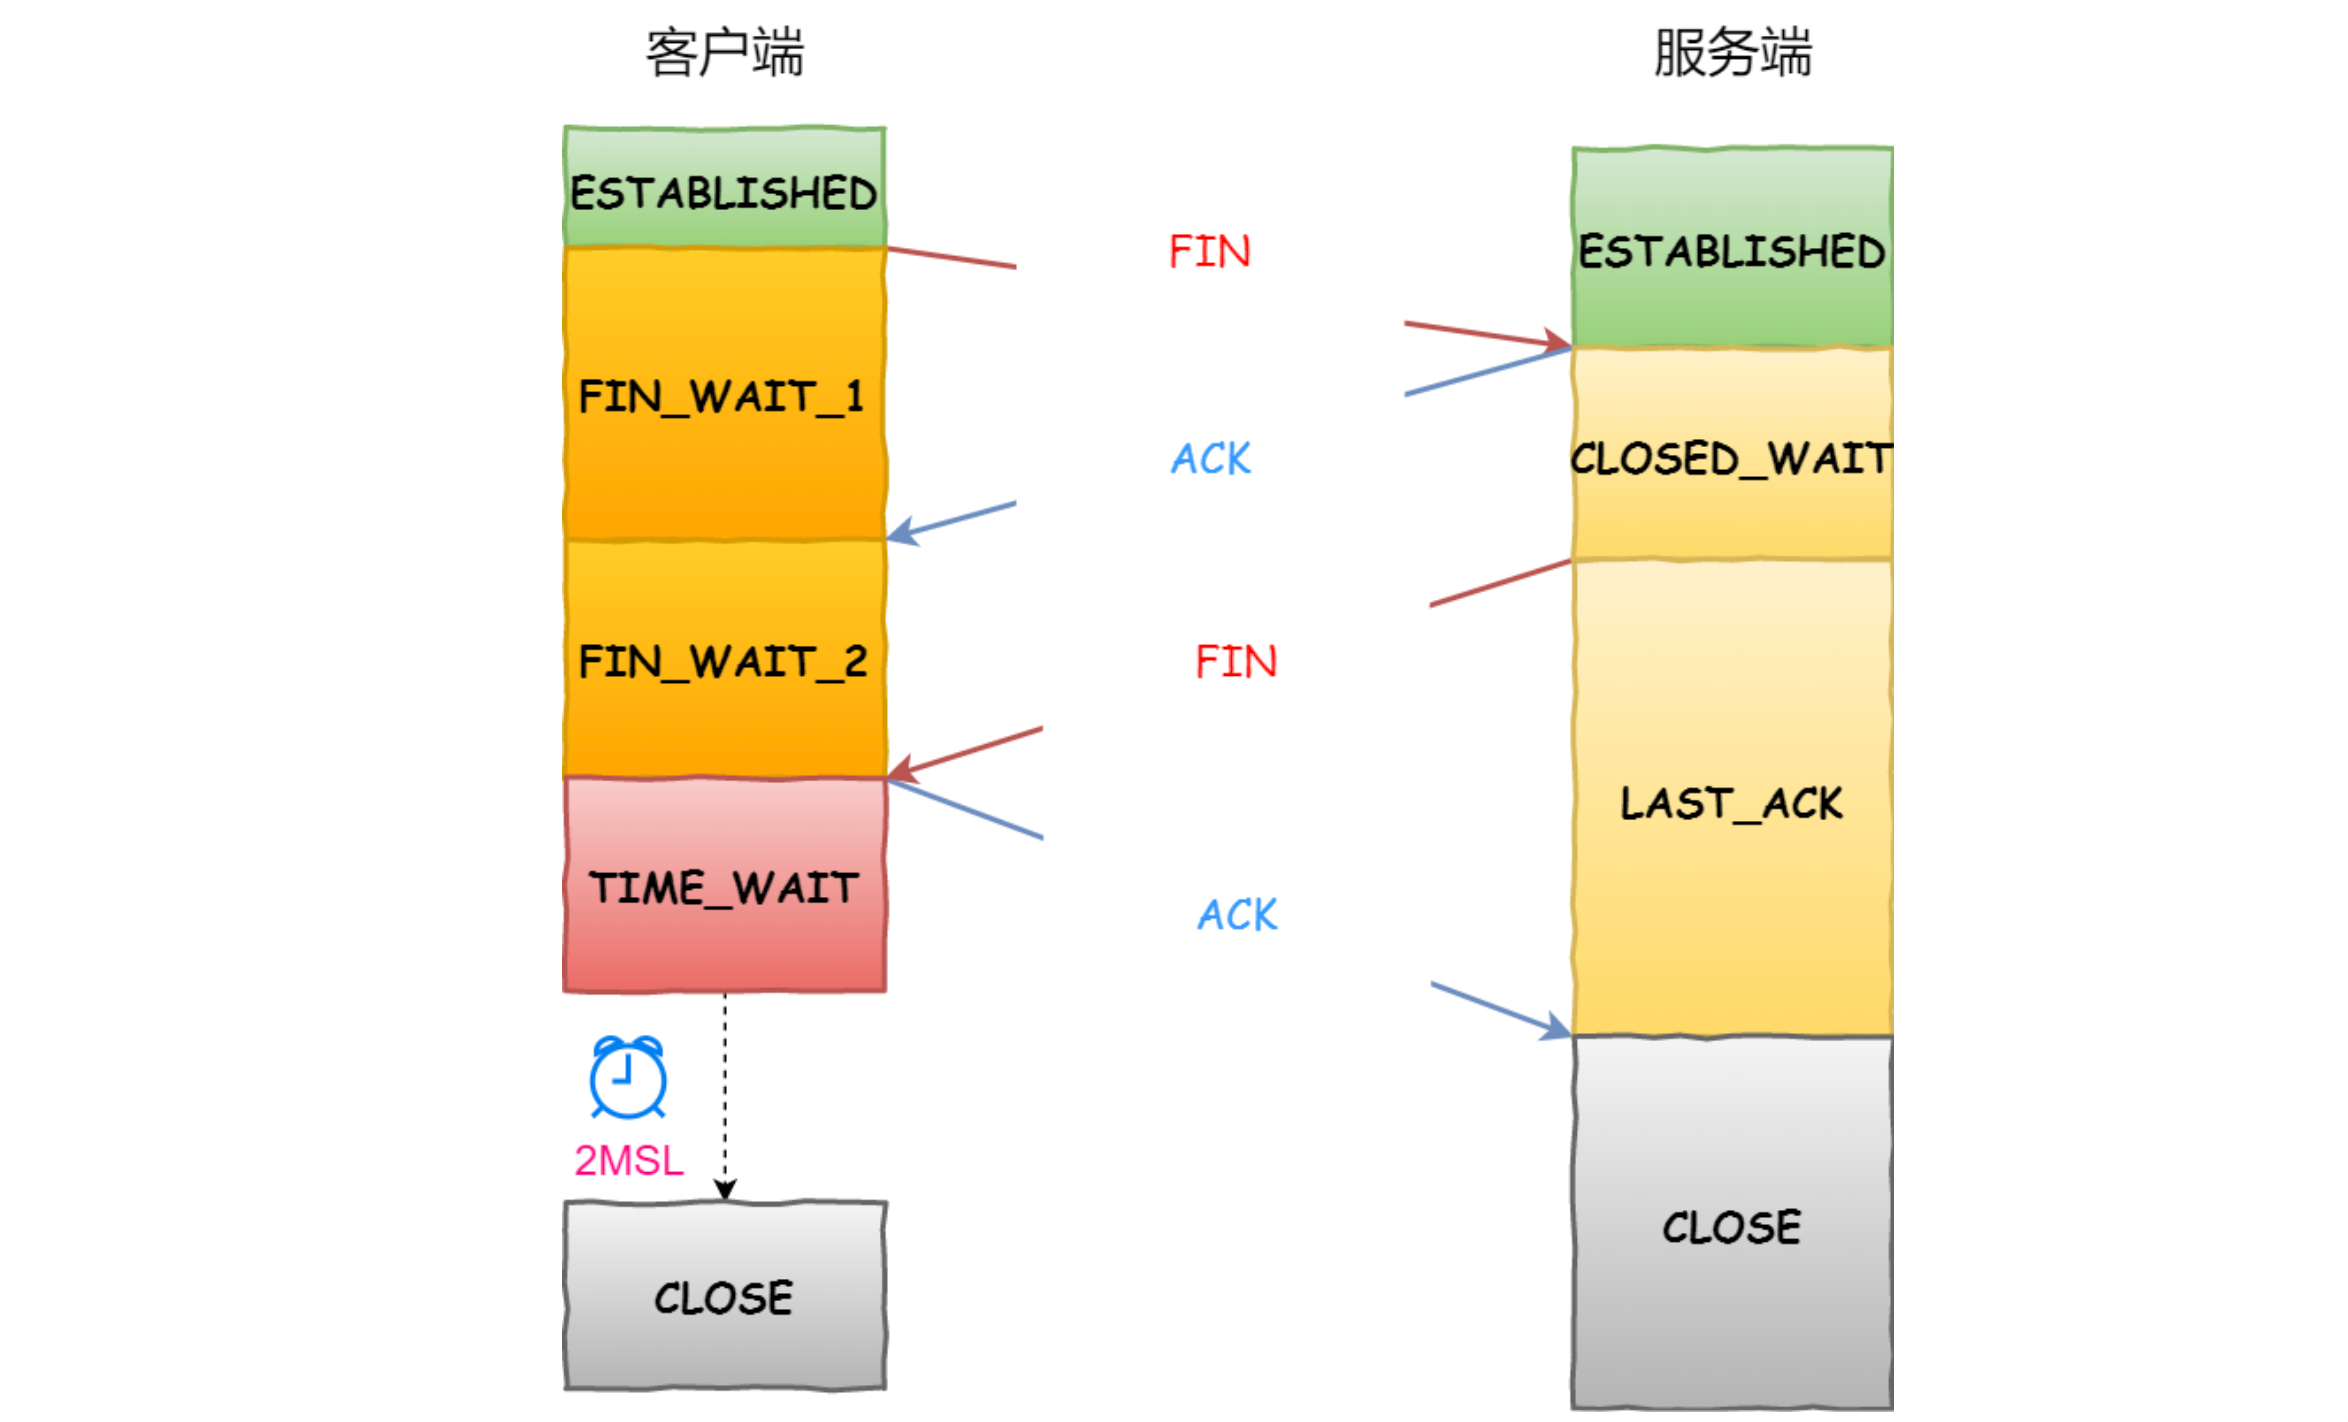 客户端
服务端
ESTABLISHED
FIN
ESTABLISHED
FIN_WAIT_1
ACK
CLOSED_WAIT
FIN_WAIT_2
FIN
LAST_ACK
TIME_WAIT
ACK
2MSL
CLOSE
CLOSE